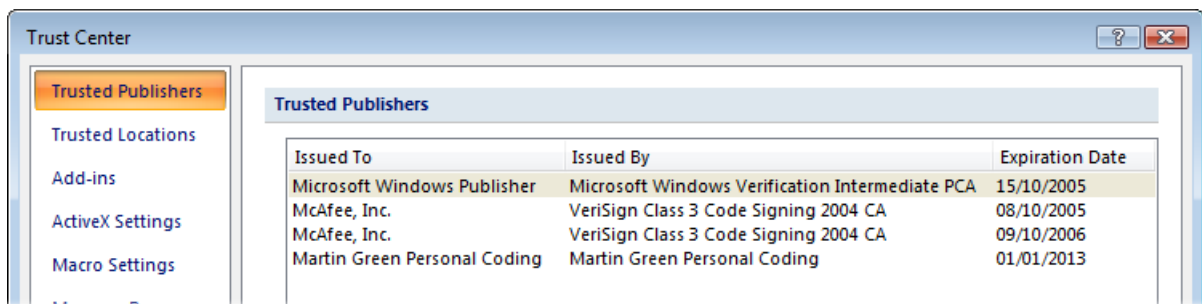 Trust Center
Trusted Publishers
Trusted Locations
Add-ins
ActiveX Settings
Macro Settings
Trusted Publishers
Issued To Issued By Expiration Date
Microsoft Windows Publisher Microsoft Windows Verification Intermediate PCA 15/10/2005
McAfee, Inc. VeriSign Class 3 Code Signing 2004 CA 08/10/2005
McAfee, Inc. VeriSign Class 3 Code Signing 2004 CA 09/10/2006
Martin Green Personal Coding Martin Green Personal Coding 01/01/2013